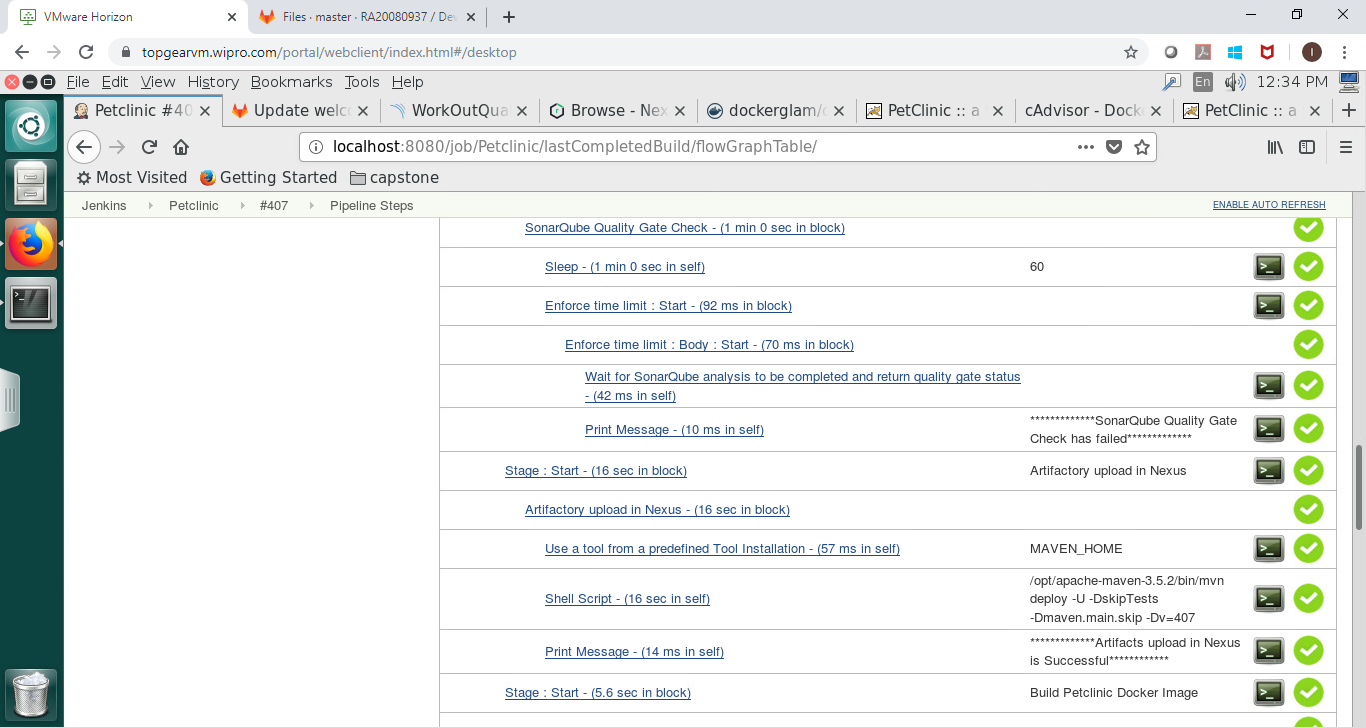 VMware Horizon
Files · master · RA20080937 / Dev
topgearvm.wipro.com/portal/webclient/index.html#/desktop
I
File Edit View History Bookmarks Tools Help
En
12:34 PM
Petclinic #40
Update welc
WorkOutQua
Browse - Nex
dockerglam/c
PetClinic :: a
cAdvisor - Docke
PetClinic :: a
localhost:8080/job/Petclinic/lastCompletedBuild/flowGraphTable/
Most Visited
Getting Started
capstone
Jenkins
Petclinic
#407
Pipeline Steps
ENABLE AUTO REFRESH
SonarQube Quality Gate Check - (1 min 0 sec in block)
Sleep - (1 min 0 sec in self)
60
Enforce time limit : Start - (92 ms in block)
Enforce time limit : Body : Start - (70 ms in block)
Wait for SonarQube analysis to be completed and return quality gate status
- (42 ms in self)
Print Message - (10 ms in self)
*************SonarQube Quality Gate
Check has failed*************
Stage : Start - (16 sec in block)
Artifactory upload in Nexus
Artifactory upload in Nexus - (16 sec in block)
Use a tool from a predefined Tool Installation - (57 ms in self)
MAVEN_HOME
Shell Script - (16 sec in self)
/opt/apache-maven-3.5.2/bin/mvn
deploy -U -DskipTests
-Dmaven.main.skip -Dv=407
Print Message - (14 ms in self)
*************Artifacts upload in Nexus
is Successful************
Stage : Start - (5.6 sec in block)
Build Petclinic Docker Image